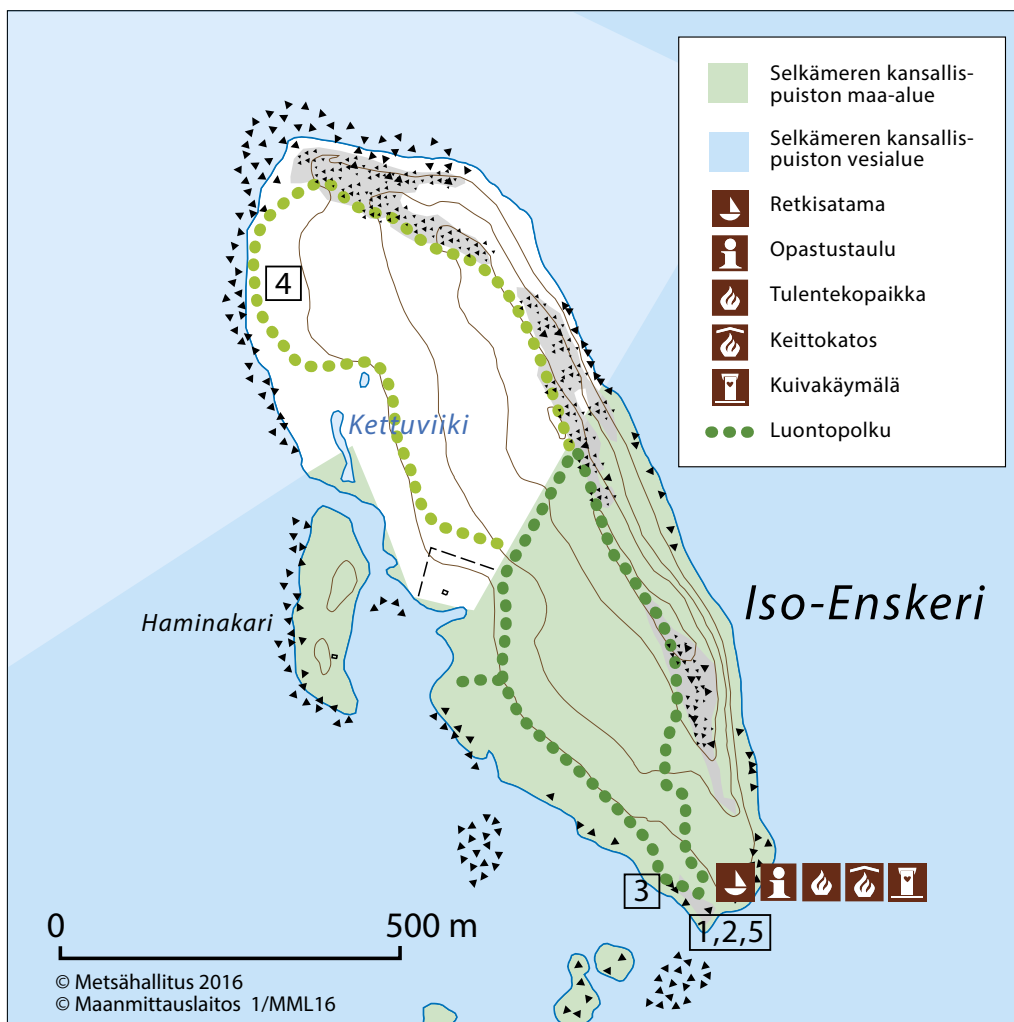 Selkämeren kansallis-
puiston maa-alue
Selkämeren kansallis-
puiston vesialue
Retkisatama
Opastustaulu
Tulentekopaikka
Keittokatos
Kuivakäymälä
Luontopolku
4
Kettuviiki
Iso-Enskeri
Haminakari
3
1,2,5
0
500 m
© Metsähallitus 2016
© Maanmittauslaitos 1/MML16